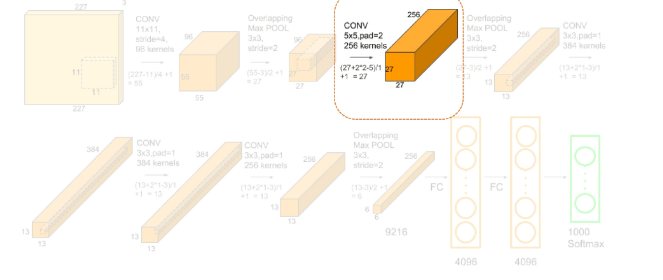 227
3
CONV
11x11,
stride=4,
96 kernels
(227-11)/4 +1
= 55
11
11
227
96
55
55
Overlapping
Max POOL
3x3,
stride=2
(55-3)/2 +1
= 27
96
27
CONV
5x5,pad=2
256 kernels
(27+2*2-5)/1
+1 = 27
256
27
27
Overlapping
Max POOL
3x3,
stride=2
(27-3)/2 +1
= 13
256
13
13
CONV
3x3,pad=1
384 kernels
(13+2*1-3)/1
+1 = 13
384
13
13
CONV
3x3,pad=1
384 kernels
(13+2*1-3)/1
+1 = 13
384
13
13
CONV
3x3,pad=1
256 kernels
(13+2*1-3)/1
+1 = 13
256
13
13
Overlapping
Max POOL
3x3,
stride=2
(13-3)/2 +1
= 6
256
6
6
9216
FC
4096
FC
4096
1000
Softmax